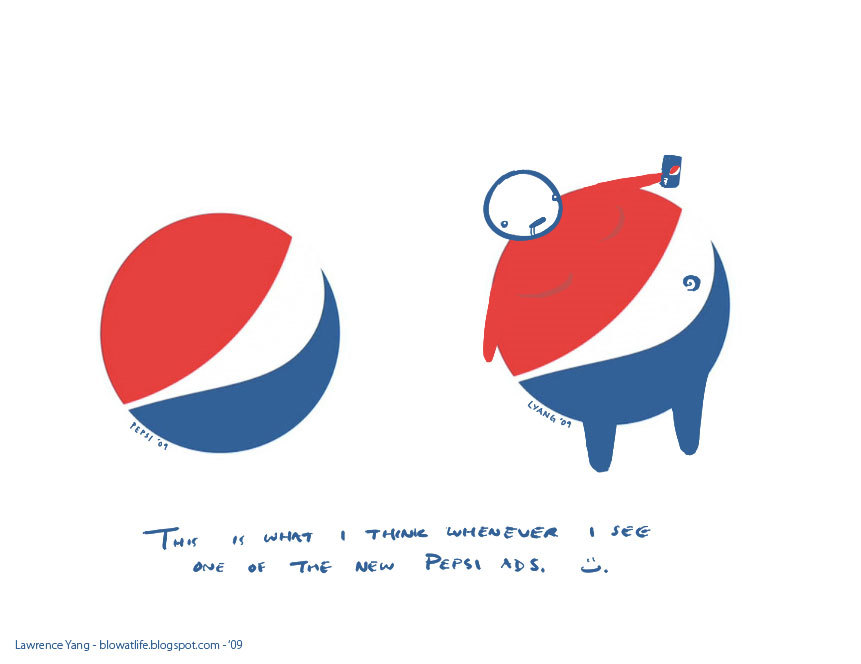 PEPSI '09
LYANG '09
THIS IS WHAT I THINK WHENEVER I SEE
ONE OF THE NEW PEPSI ADS. :).
Lawrence Yang - blowatlife.blogspot.com - '09